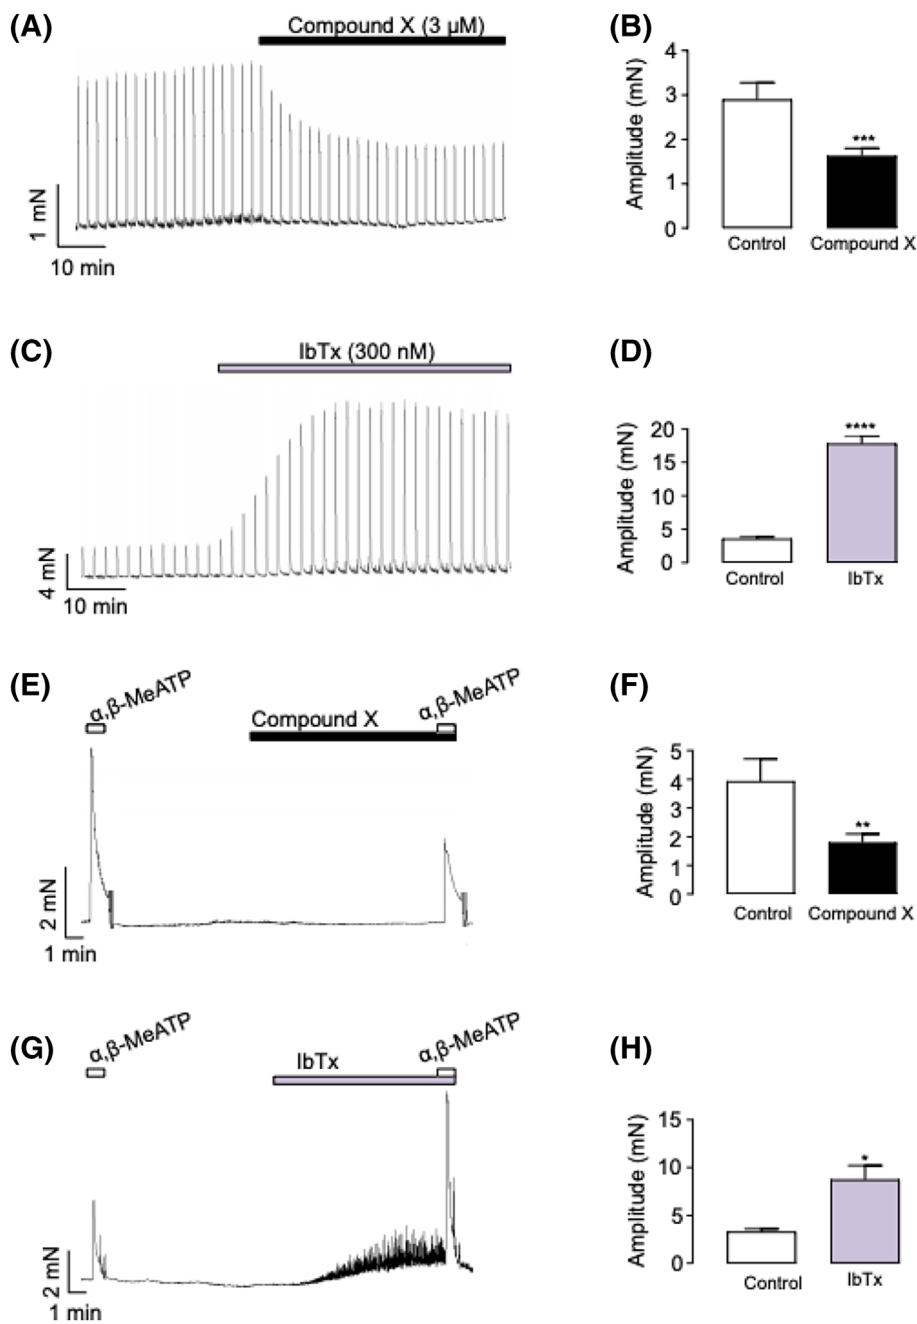 (A)
Compound X (3 µM)
1 mN
10 min
(B)
Amplitude (mN)
4
3
2
1
0
***
Control
Compound X
(C)
IbTx (300 nM)
4 mN
10 min
(D)
Amplitude (mN)
20
15
10
5
0
****
Control
IbTx
(E)
α,β-MeATP
Compound X
α,β-MeATP
2 mN
1 min
(F)
Amplitude (mN)
5
4
3
2
1
0
**
Control
Compound X
(G)
α,β-MeATP
IbTx
α,β-MeATP
2 mN
1 min
(H)
Amplitude (mN)
15
10
5
0
*
Control
IbTx